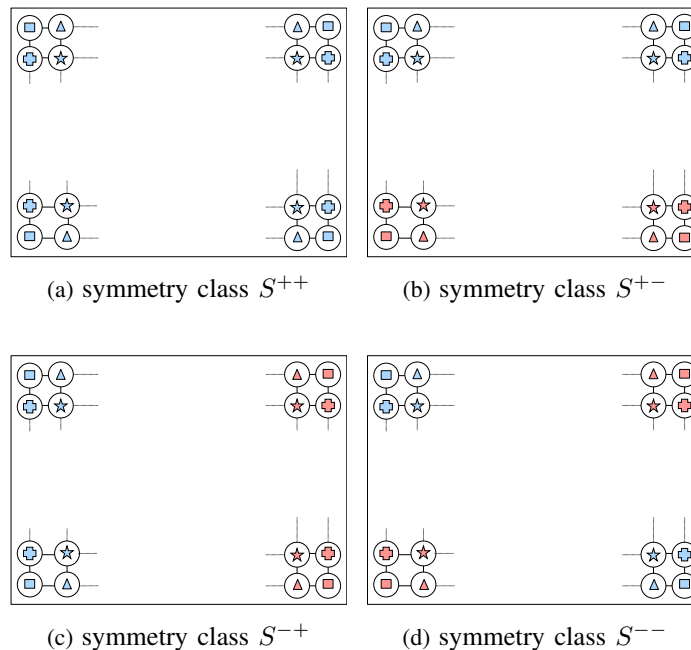 (a) symmetry class $S^{++}$
(b) symmetry class $S^{+-}$
(c) symmetry class $S^{-+}$
(d) symmetry class $S^{--}$